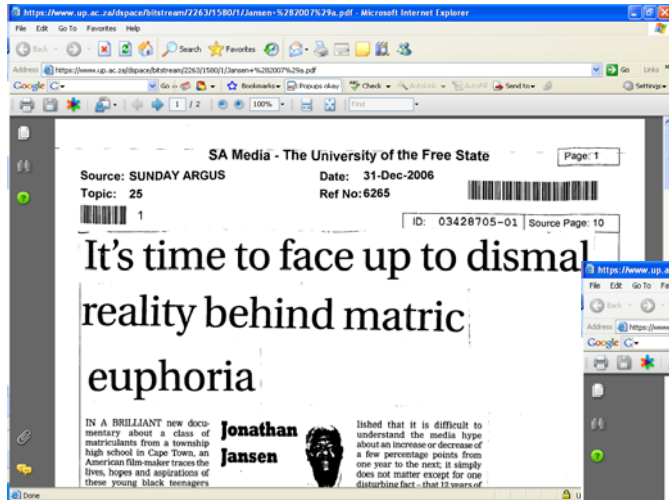 https://www.up.ac.za/dspace/bitstream/2263/1580/1/Jansen+%282007%29a.pdf - Microsoft Internet Explorer
File Edit Go To Favorites Help
Back Search Favorites
Address https://www.up.ac.za/dspace/bitstream/2263/1580/1/Jansen+%282007%29a.pdf Go Links
Google G Go Bookmarks Popups okay Check AutoLink AutoFill Send to Settings
1 / 2 100% Find
SA Media - The University of the Free State Page: 1
Source: SUNDAY ARGUS Date: 31-Dec-2006
Topic: 25 Ref No: 6265
1
ID: 03428705-01 Source Page: 10
It's time to face up to dismal
reality behind matric
euphoria
IN A BRILLIANT new docu-
mentary about a class of
matriculants from a township
high school in Cape Town, an
American film-maker traces the
lives, hopes and aspirations of
these young black teenagers
Jonathan
Jansen
lished that it is difficult to
understand the media hype
about an increase or decrease of
a few percentage points from
one year to the next; it simply
does not matter except for one
disturbing fact – that 12 years of
https://www.up.a
File Edit Go To Fa
Back
Address https://www
Google G
Done